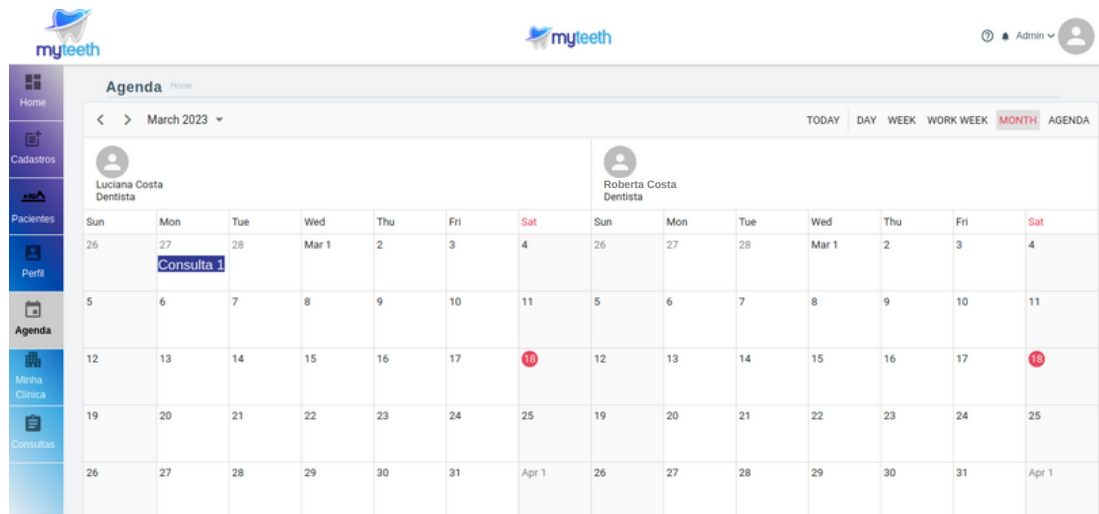 myteeth
myteeth
Admin
Home
Cadastros
Pacientes
Perfil
Agenda
Minha
Clínica
Consultas
Agenda Home
March 2023
TODAY DAY WEEK WORK WEEK MONTH AGENDA
Luciana Costa
Dentista
Roberta Costa
Dentista
Sun Mon Tue Wed Thu Fri Sat Sun Mon Tue Wed Thu Fri Sat
26 27 28 Mar 1 2 3 4 26 27 28 Mar 1 2 3 4
Consulta 1
5 6 7 8 9 10 11 5 6 7 8 9 10 11
12 13 14 15 16 17 18 12 13 14 15 16 17 18
19 20 21 22 23 24 25 19 20 21 22 23 24 25
26 27 28 29 30 31 Apr 1 26 27 28 29 30 31 Apr 1